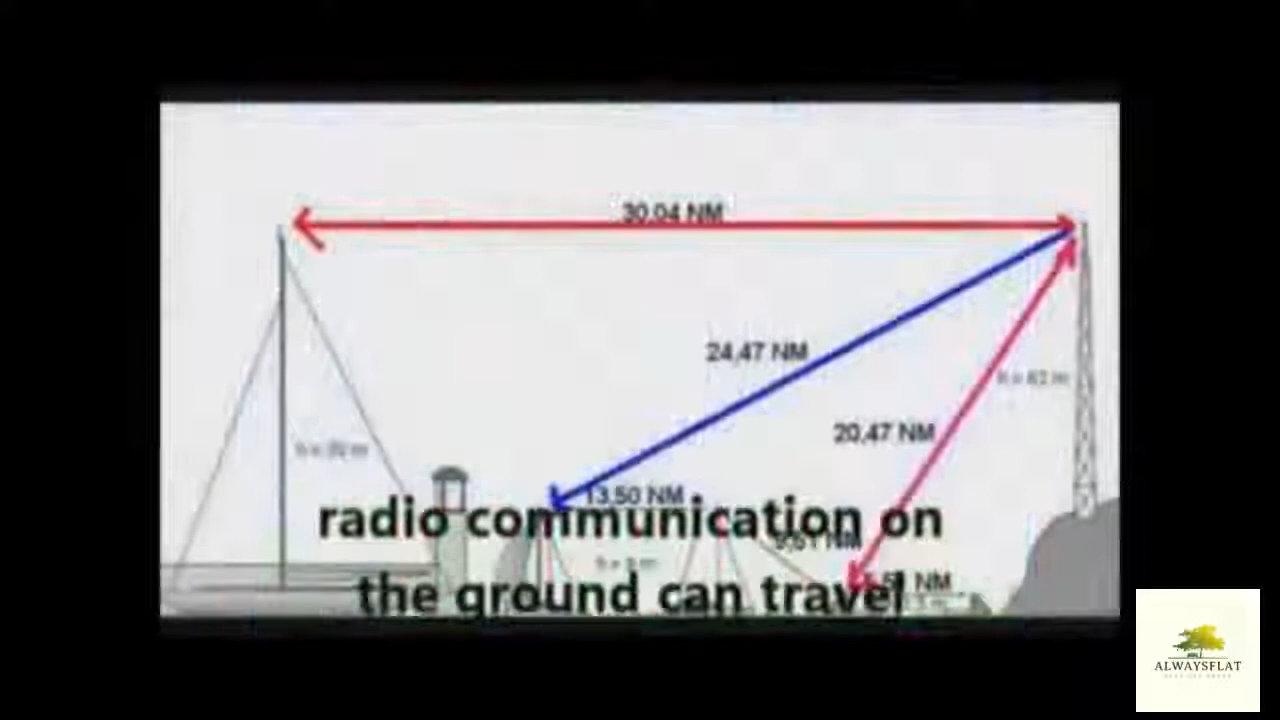 30.04 NM
24,47 NM
20,47 NM
13.50 NM
radio communication on
NM
the ground can travel
ALWAYSFLAT